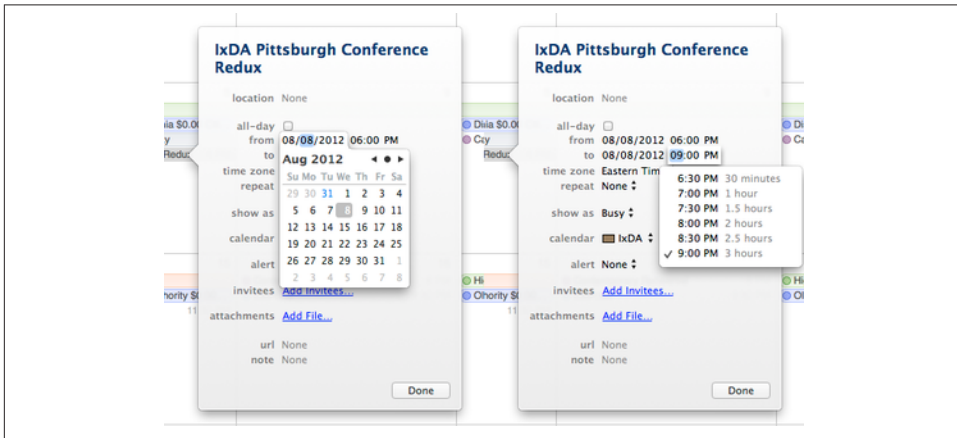 IxDA Pittsburgh Conference
Redux
location None
all-day
from 08/08/2012 06:00 PM
to
Aug 2012
Su Mo Tu We Th Fr Sa
29 30 31 1 2 3 4
5 6 7 8 9 10 11
12 13 14 15 16 17 18
19 20 21 22 23 24 25
26 27 28 29 30 31 1
2 3 4 5 6 7 8
time zone
repeat
show as
calendar
alert
invitees Add Invitees...
attachments Add File...
url None
note None
Done
IxDA Pittsburgh Conference
Redux
location None
all-day
from 08/08/2012 06:00 PM
to 08/08/2012 09:00 PM
time zone Eastern Tim
repeat None
show as Busy
calendar IxDA
alert None
6:30 PM 30 minutes
7:00 PM 1 hour
7:30 PM 1.5 hours
8:00 PM 2 hours
8:30 PM 2.5 hours
✓ 9:00 PM 3 hours
invitees Add Invitees...
attachments Add File...
url None
note None
Done
Redu
Redu
11
11